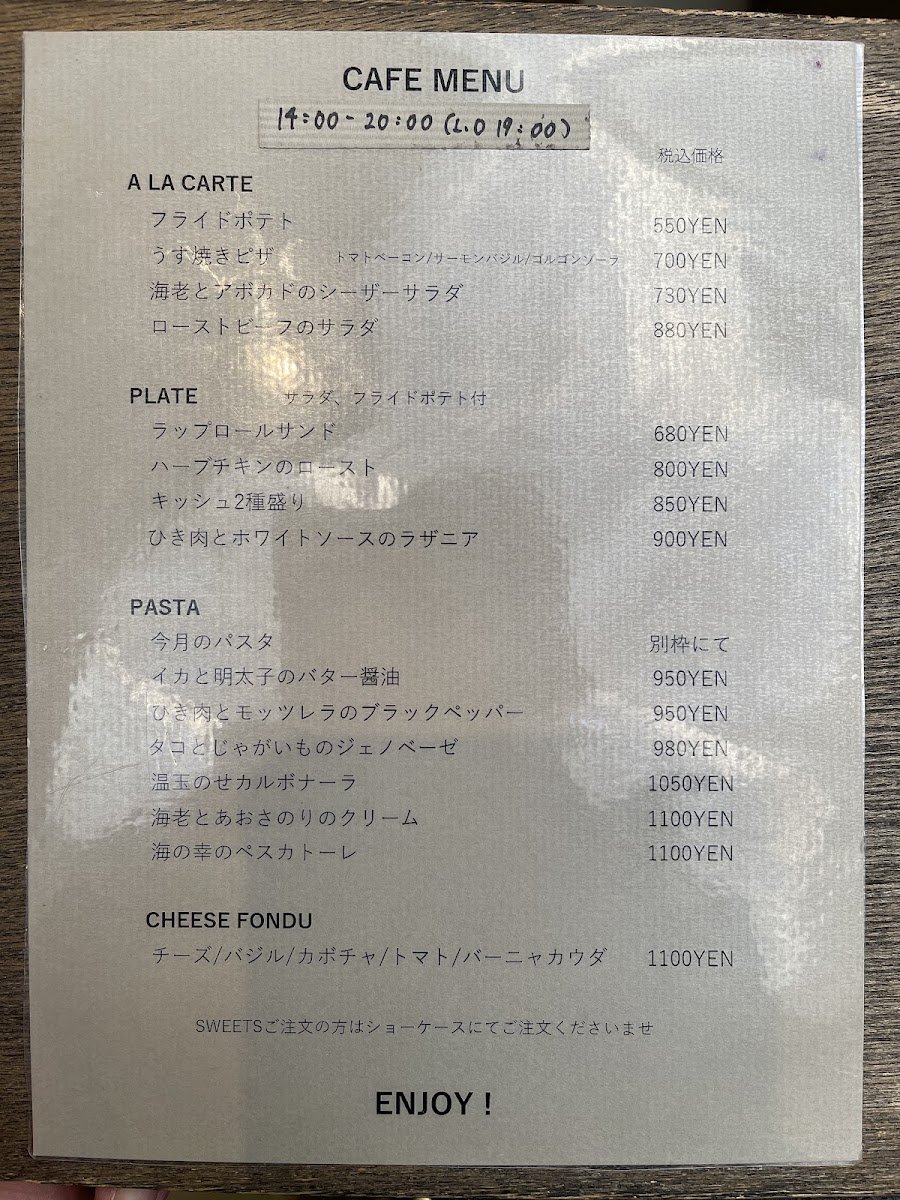 CAFE MENU
14:00-20:00 (L.O 19:00)
税込価格
A LA CARTE
フライドポテト 550YEN
うす焼きピザ トマトベーコン/サーモンバジル/ゴルゴンゾーラ 700YEN
海老とアボカドのシーザーサラダ 730YEN
ローストビーフのサラダ 880YEN
PLATE サラダ、フライドポテト付
ラップロールサンド 680YEN
ハーブチキンのロースト 800YEN
キッシュ2種盛り 850YEN
ひき肉とホワイトソースのラザニア 900YEN
PASTA
今月のパスタ 別枠にて
イカと明太子のバター醤油 950YEN
ひき肉とモッツレラのブラックペッパー 950YEN
タコとじゃがいものジェノベーゼ 980YEN
温玉のせカルボナーラ 1050YEN
海老とあおさのりのクリーム 1100YEN
海の幸のペスカトーレ 1100YEN
CHEESE FONDU
チーズ/バジル/カボチャ/トマト/バーニャカウダ 1100YEN
SWEETSご注文の方はショーケースにてご注文くださいませ
ENJOY !